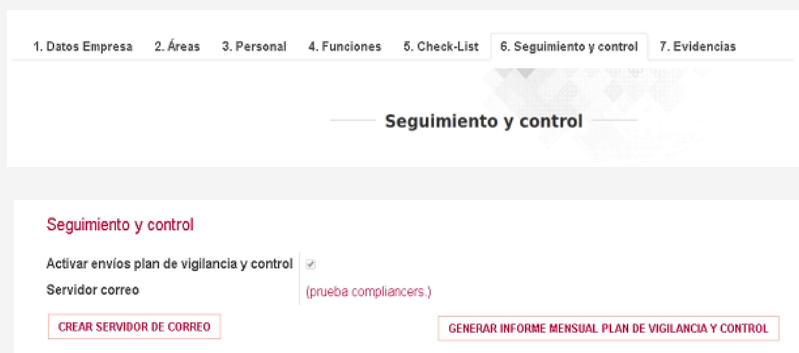 1. Datos Empresa 2. Áreas 3. Personal 4. Funciones 5. Check-List 6. Seguimiento y control 7. Evidencias
Seguimiento y control
Seguimiento y control
Activar envíos plan de vigilancia y control
Servidor correo (prueba compliancers.)
CREAR SERVIDOR DE CORREO GENERAR INFORME MENSUAL PLAN DE VIGILANCIA Y CONTROL